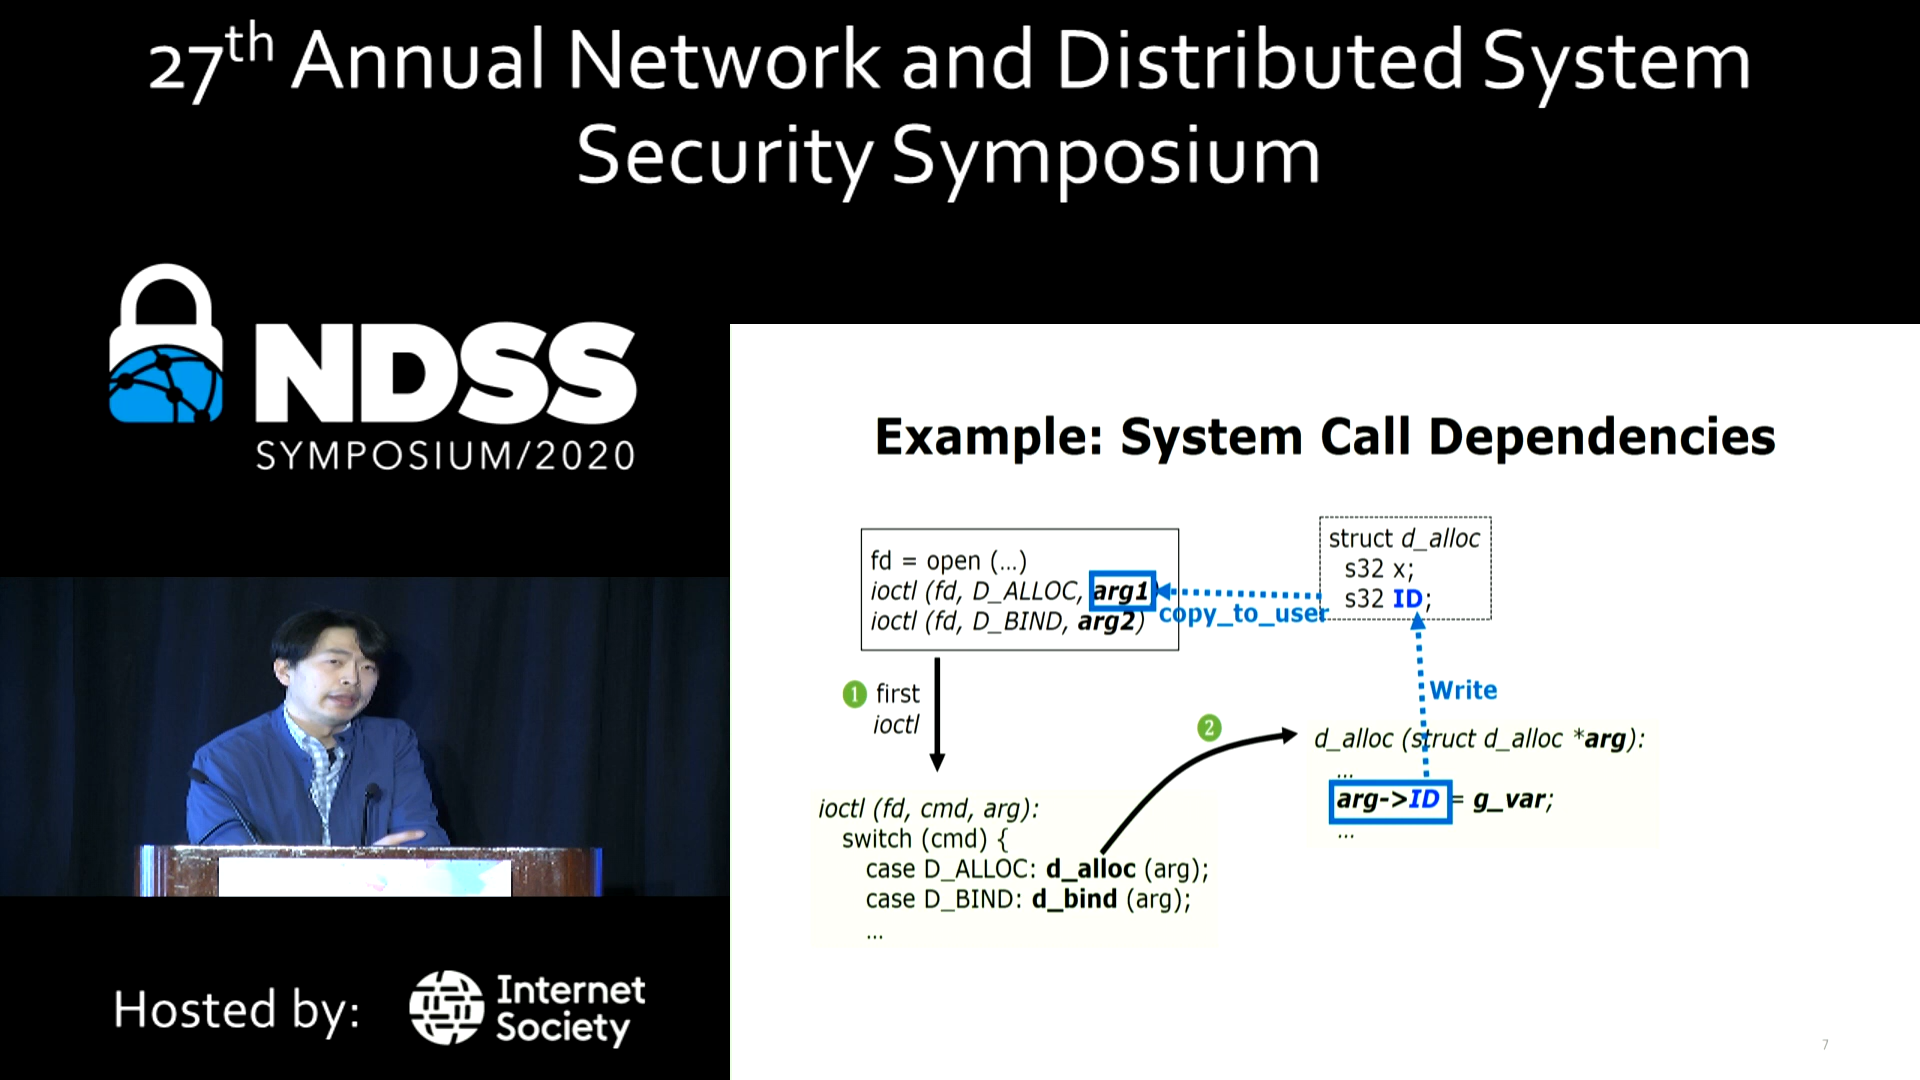 27th Annual Network and Distributed System
Security Symposium
NDSS
SYMPOSIUM/2020
Example: System Call Dependencies
fd = open (…)
ioctl (fd, D_ALLOC, arg1)
ioctl (fd, D_BIND, arg2)
copy_to_user
struct d_alloc
s32 x;
s32 ID;
1 first
ioctl
2
Write
d_alloc (struct d_alloc *arg):
…
arg->ID = g_var;
…
ioctl (fd, cmd, arg):
switch (cmd) {
case D_ALLOC: d_alloc (arg);
case D_BIND: d_bind (arg);
…
Hosted by:
Internet
Society
7